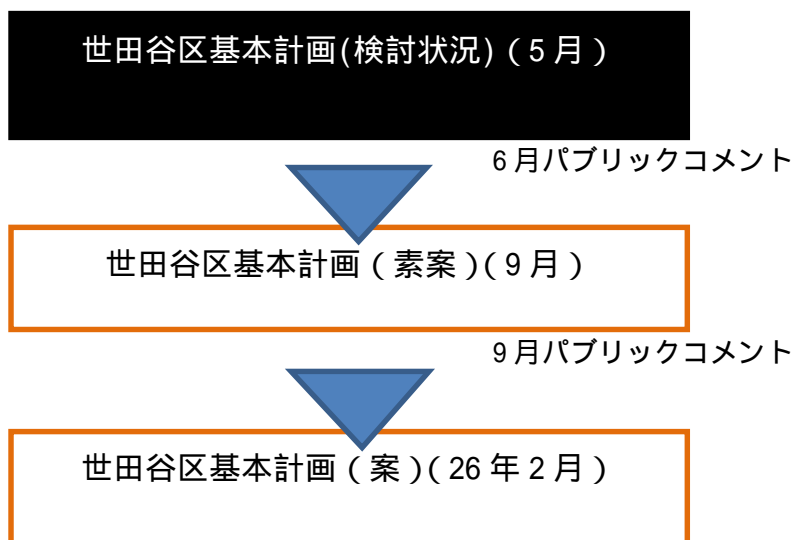 世田谷区基本計画(検討状況)(5月)
6月パブリックコメント
世田谷区基本計画(素案)(9月)
9月パブリックコメント
世田谷区基本計画(案)(26年2月)